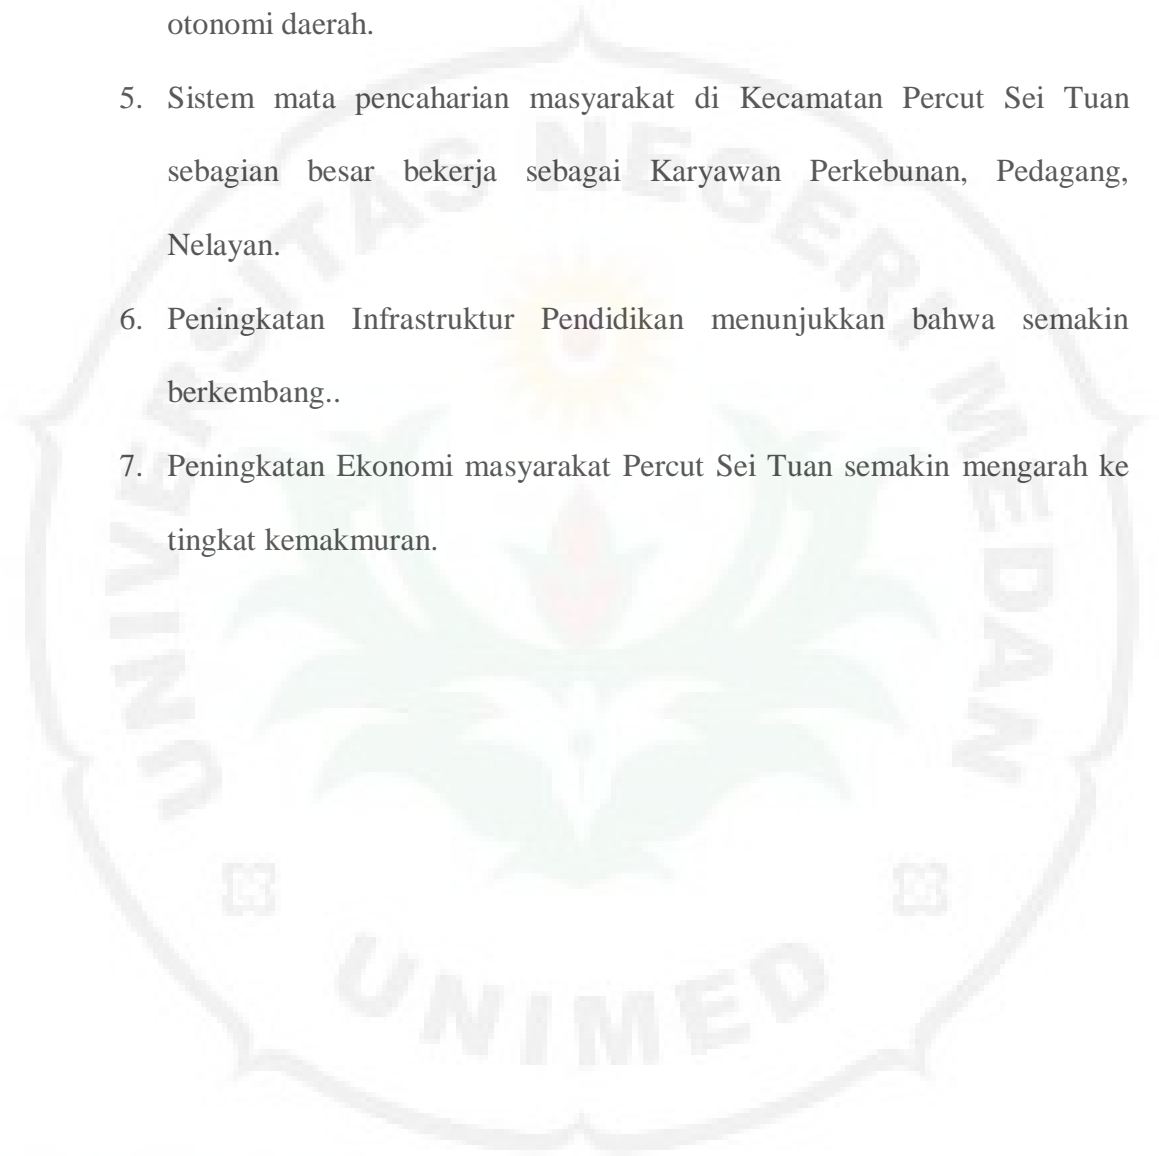 otonomi daerah.
5. Sistem mata pencaharian masyarakat di Kecamatan Percut Sei Tuan
sebagian besar bekerja sebagai Karyawan Perkebunan, Pedagang,
Nelayan.
6. Peningkatan Infrastruktur Pendidikan menunjukkan bahwa semakin
berkembang..
7. Peningkatan Ekonomi masyarakat Percut Sei Tuan semakin mengarah ke
tingkat kemakmuran.
UNIVERSITAS NEGERI MEDAN
UNIMED